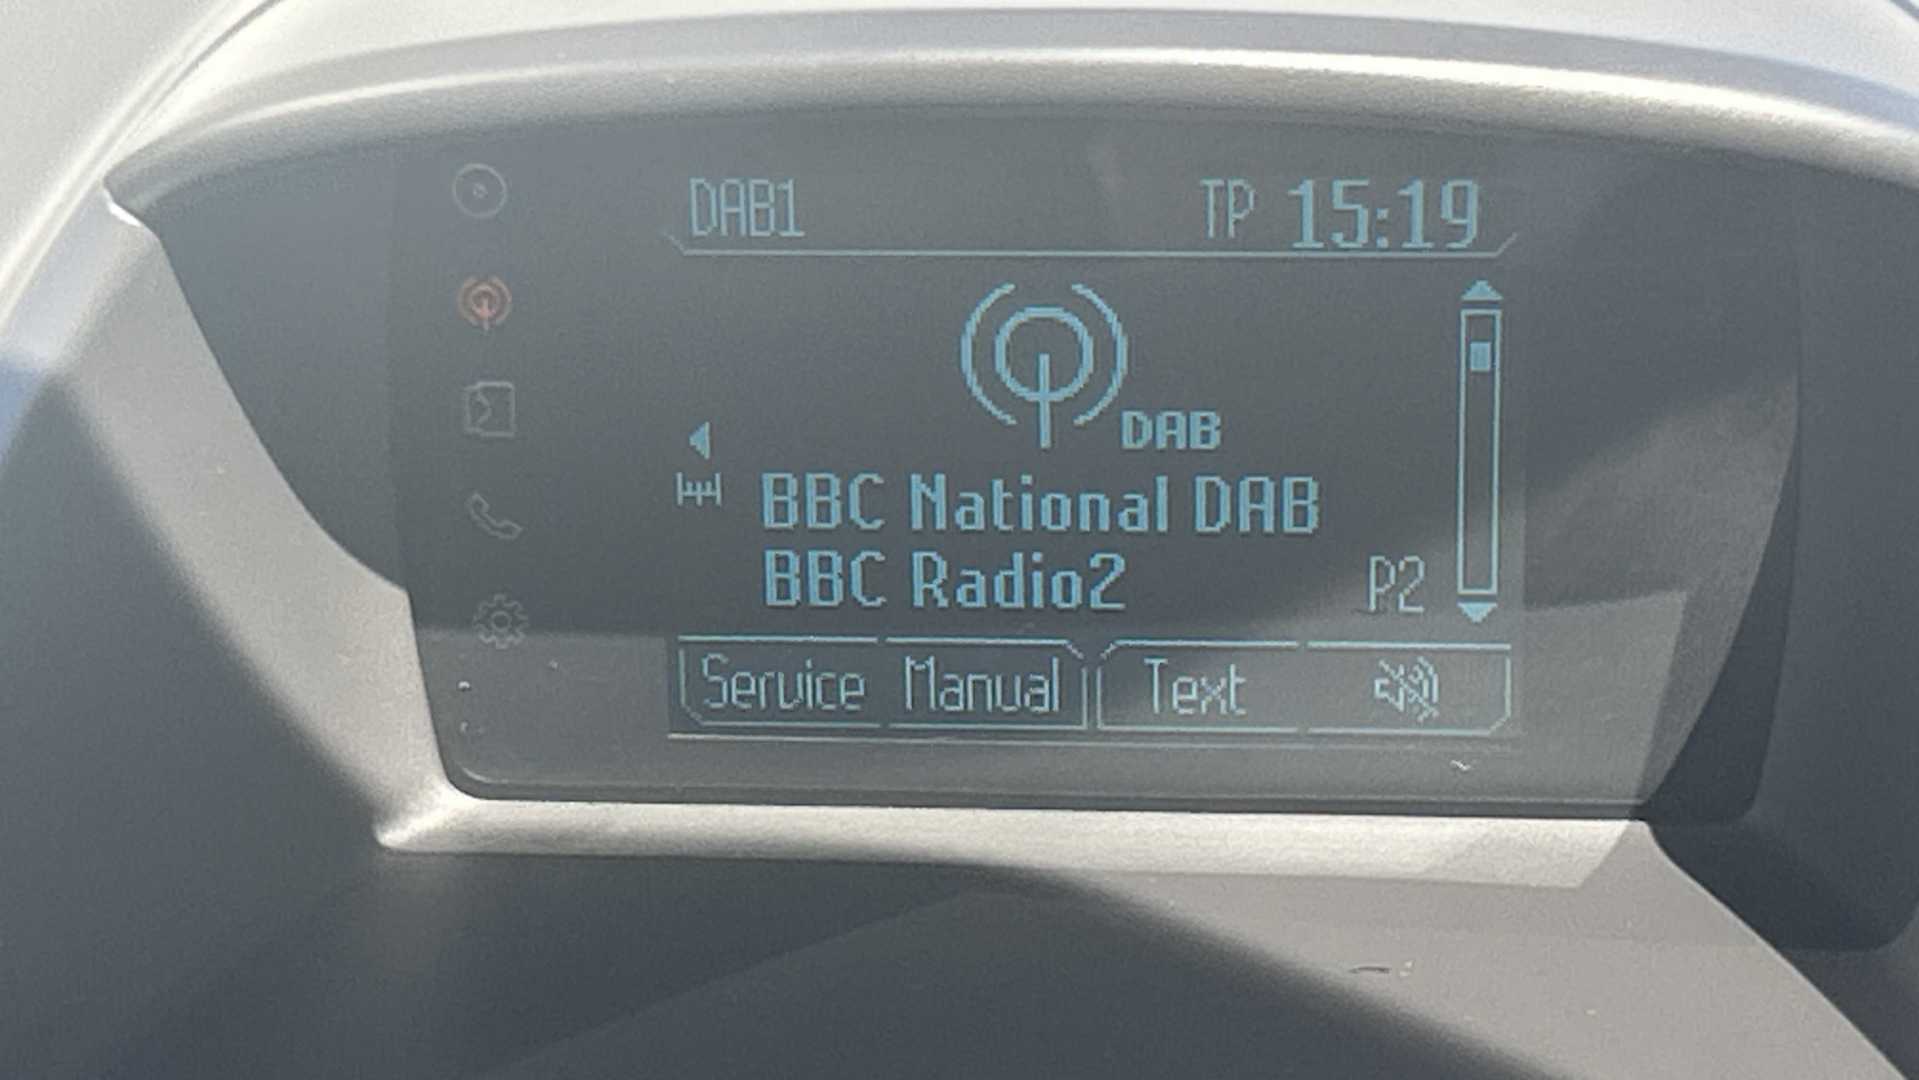 DAB1 TP 15:19
DAB
BBC National DAB
BBC Radio2 P2
Service Manual Text